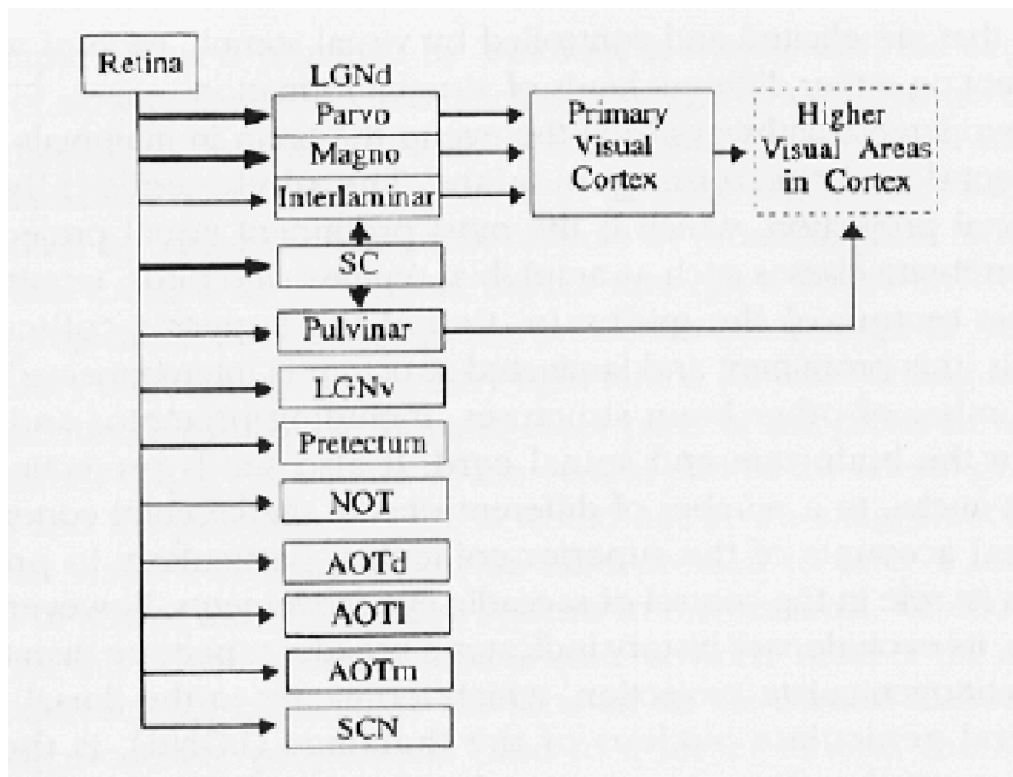 Retina
LGNd
Parvo
Magno
Interlaminar
Primary
Visual
Cortex
Higher
Visual Areas
in Cortex
SC
Pulvinar
LGNv
Pretectum
NOT
AOTd
AOTl
AOTm
SCN